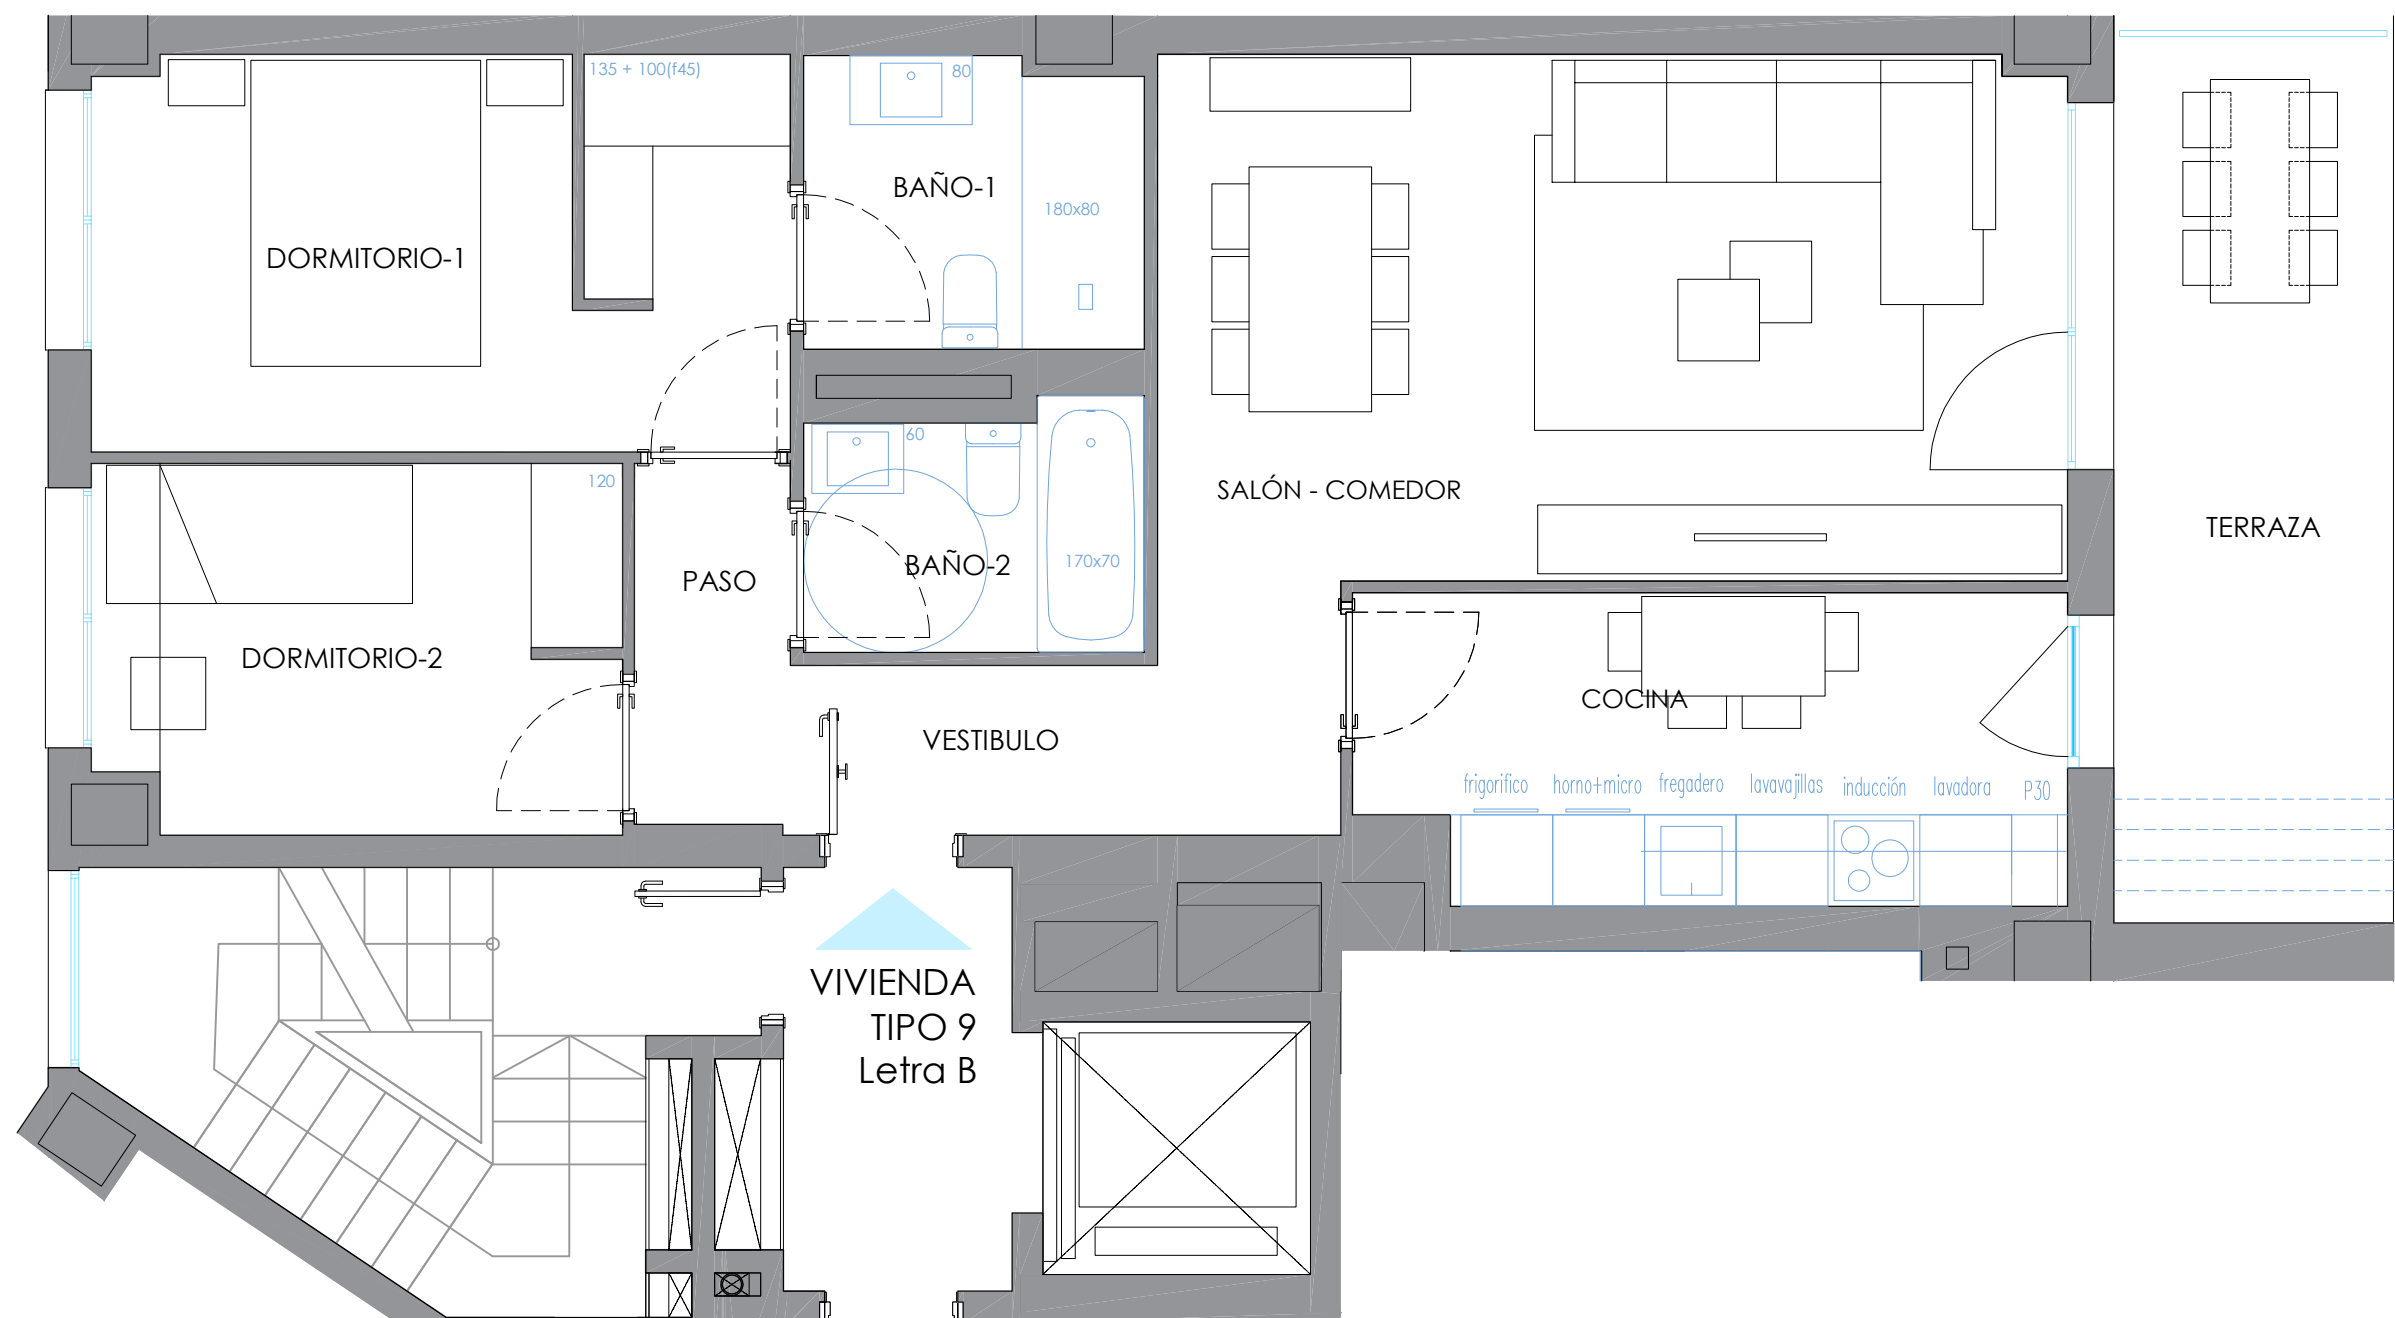 135 + 100(f45)
80
BAÑO-1
180x80
DORMITORIO-1
60
120
SALÓN - COMEDOR
TERRAZA
170x70
BAÑO-2
PASO
DORMITORIO-2
COCINA
VESTIBULO
frigorifico
horno+micro
fregadero
lavavajillas
inducción
lavadora
P30
VIVIENDA
TIPO 9
Letra B